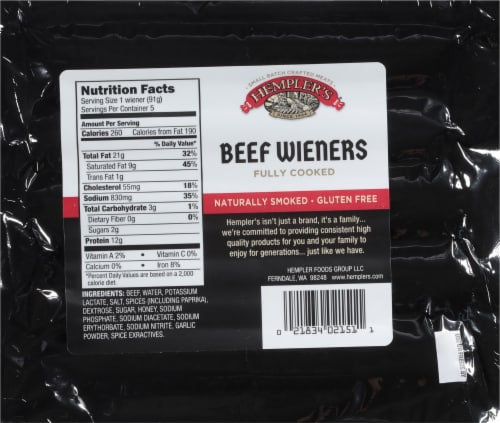 Nutrition Facts
Serving Size 1 wiener (91g)
Servings Per Container 5
Amount Per Serving
Calories 260 Calories from Fat 190
% Daily Value*
Total Fat 21g 32%
Saturated Fat 9g 45%
Trans Fat 1g
Cholesterol 55mg 18%
Sodium 830mg 35%
Total Carbohydrate 3g 1%
Dietary Fiber 0g 0%
Sugars 2g
Protein 12g
Vitamin A 2% • Vitamin C 0%
Calcium 0% • Iron 8%
*Percent Daily Values are based on a 2,000
calorie diet.
INGREDIENTS: BEEF, WATER, POTASSIUM
LACTATE, SALT, SPICES (INCLUDING PAPRIKA),
DEXTROSE, SUGAR, HONEY, SODIUM
PHOSPHATE, SODIUM DIACETATE, SODIUM
ERYTHORBATE, SODIUM NITRITE, GARLIC
POWDER, SPICE EXRACTIVES.
SMALL BATCH CRAFTED MEATS
HEMPLER'S
BEEF WIENERS
FULLY COOKED
NATURALLY SMOKED - GLUTEN FREE
Hempler's isn't just a brand, it's a family...
we're committed to providing consistent high
quality products for you and your family to
enjoy for generations... just like we have.
HEMPLER FOODS GROUP LLC
FERNDALE, WA 98248 www.hemplers.com
0 21834 02151 1